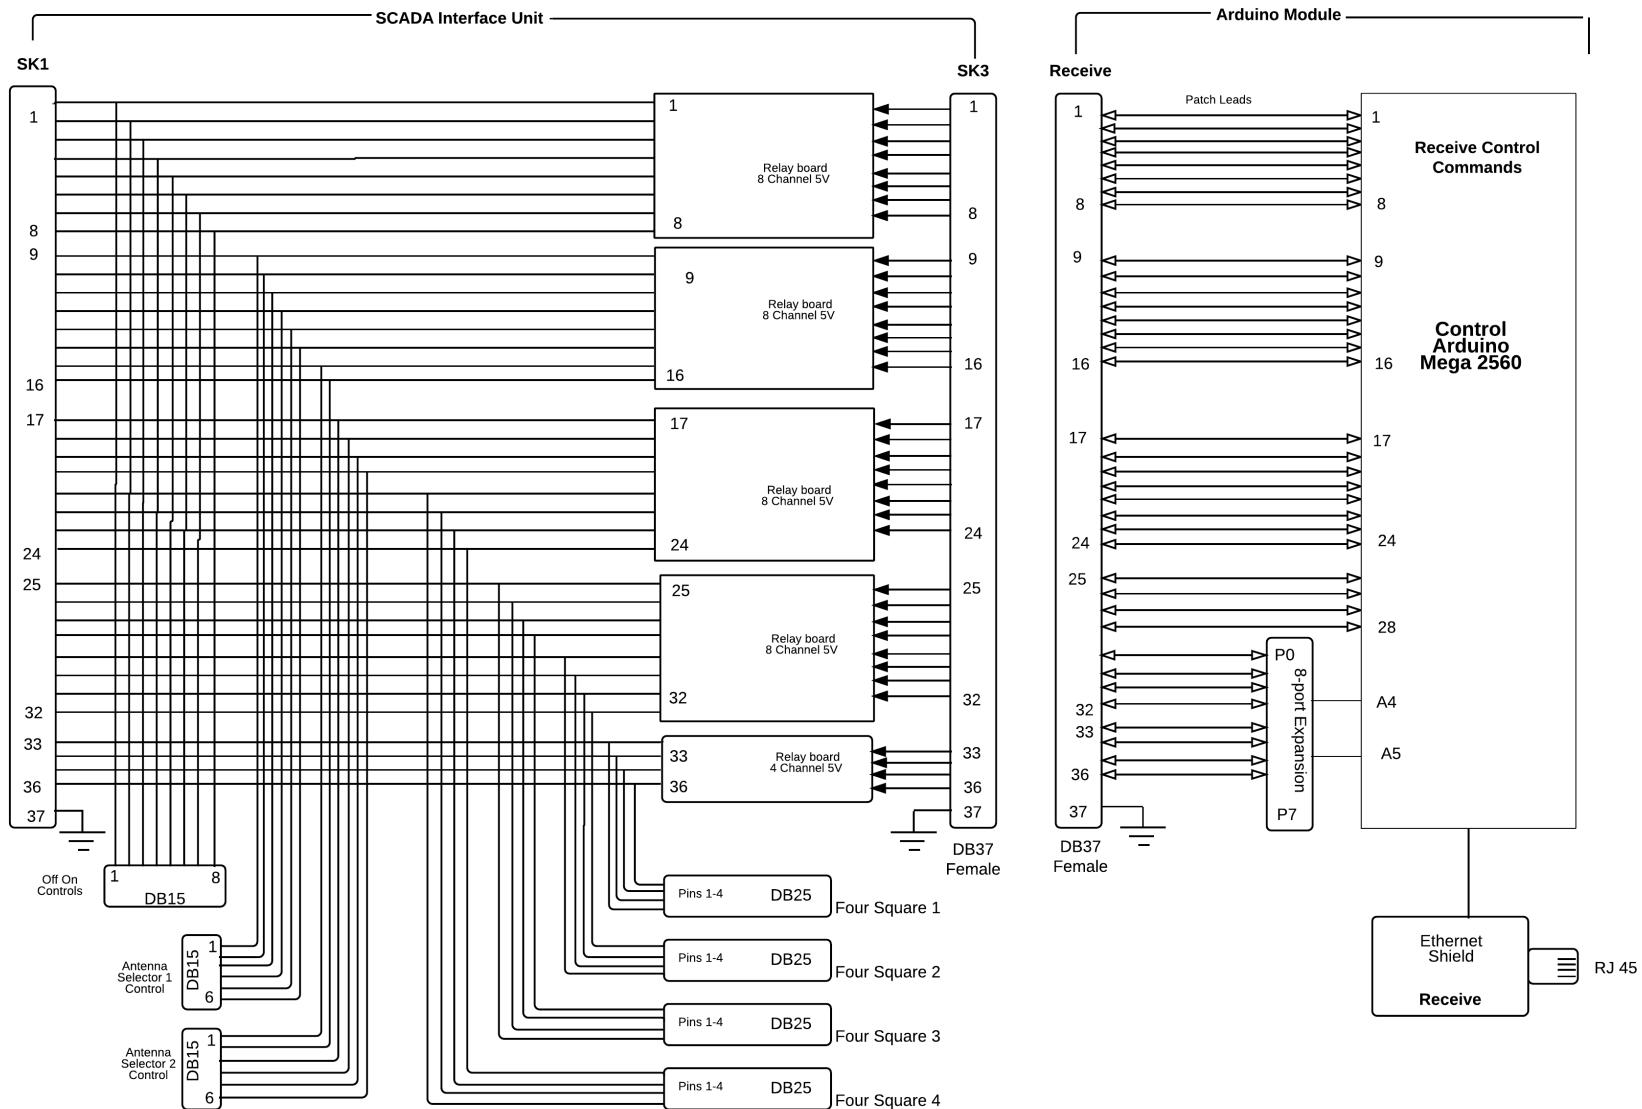 SCADA Interface Unit
Arduino Module
SK1
SK3
Receive
1
8
9
16
17
24
25
32
33
36
37
1
Relay board
8 Channel 5V
8
9
Relay board
8 Channel 5V
16
17
Relay board
8 Channel 5V
24
25
Relay board
8 Channel 5V
32
33
Relay board
4 Channel 5V
36
1
8
9
16
17
24
25
32
33
36
37
DB37
Female
1
8
9
16
17
24
25
32
33
36
37
DB37
Female
Patch Leads
1
Receive Control
Commands
8
9
Control
Arduino
Mega 2560
16
17
24
28
P0
8-port Expansion
P7
A4
A5
Off On
Controls
1
8
DB15
Antenna
Selector 1
Control
DB15
1
6
Antenna
Selector 2
Control
DB15
1
6
Pins 1-4
DB25
Four Square 1
Pins 1-4
DB25
Four Square 2
Pins 1-4
DB25
Four Square 3
Pins 1-4
DB25
Four Square 4
Ethernet
Shield
Receive
RJ 45